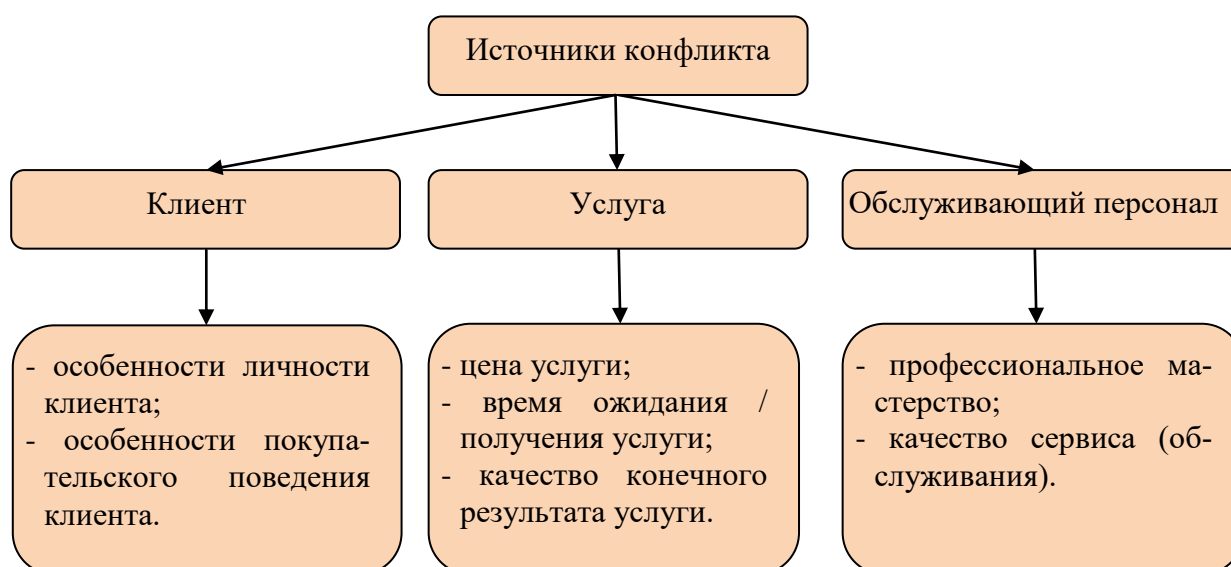 Источники конфликта
Клиент
Услуга
Обслуживающий персонал
- особенности личности
клиента;
- особенности покупа-
тельского поведения
клиента.
- цена услуги;
- время ожидания /
получения услуги;
- качество конечного
результата услуги.
- профессиональное ма-
стерство;
- качество сервиса (об-
служивания).